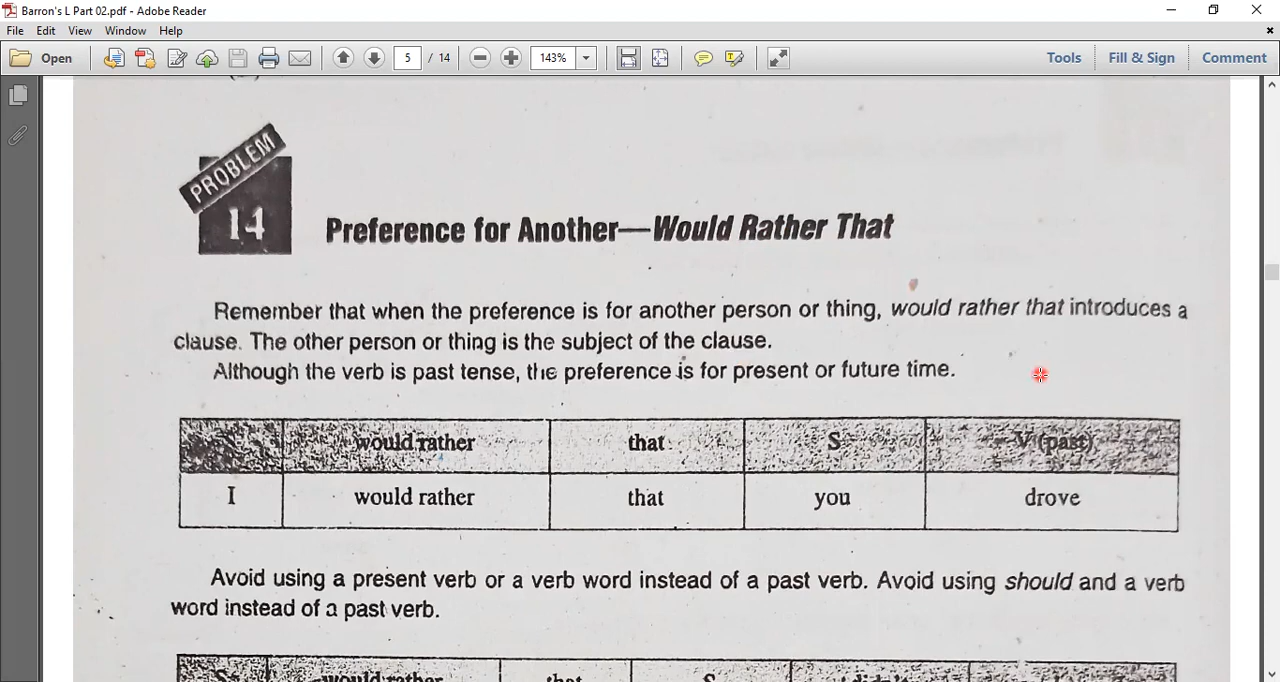 Barron's L Part 02.pdf - Adobe Reader
File Edit View Window Help
Open 5 / 14 143% Tools Fill & Sign Comment
PROBLEM
14
Preference for Another—Would Rather That
Remember that when the preference is for another person or thing, would rather that introduces a
clause. The other person or thing is the subject of the clause.
Although the verb is past tense, the preference is for present or future time.
would rather that S V (past)
I would rather that you drove
Avoid using a present verb or a verb word instead of a past verb. Avoid using should and a verb
word instead of a past verb.
S would rather that S